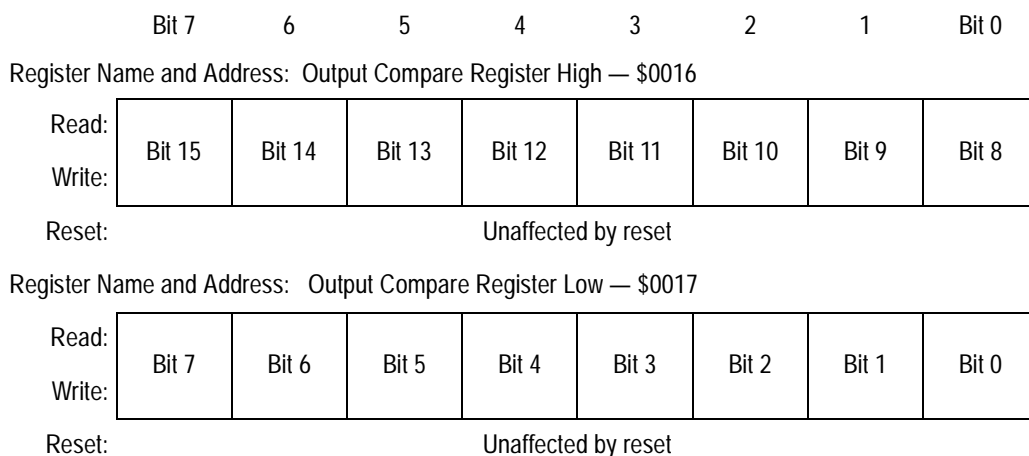 Bit 7 6 5 4 3 2 1 Bit 0
Register Name and Address: Output Compare Register High — $0016
Read:
Bit 15 Bit 14 Bit 13 Bit 12 Bit 11 Bit 10 Bit 9 Bit 8
Write:
Reset: Unaffected by reset
Register Name and Address: Output Compare Register Low — $0017
Read:
Bit 7 Bit 6 Bit 5 Bit 4 Bit 3 Bit 2 Bit 1 Bit 0
Write:
Reset: Unaffected by reset